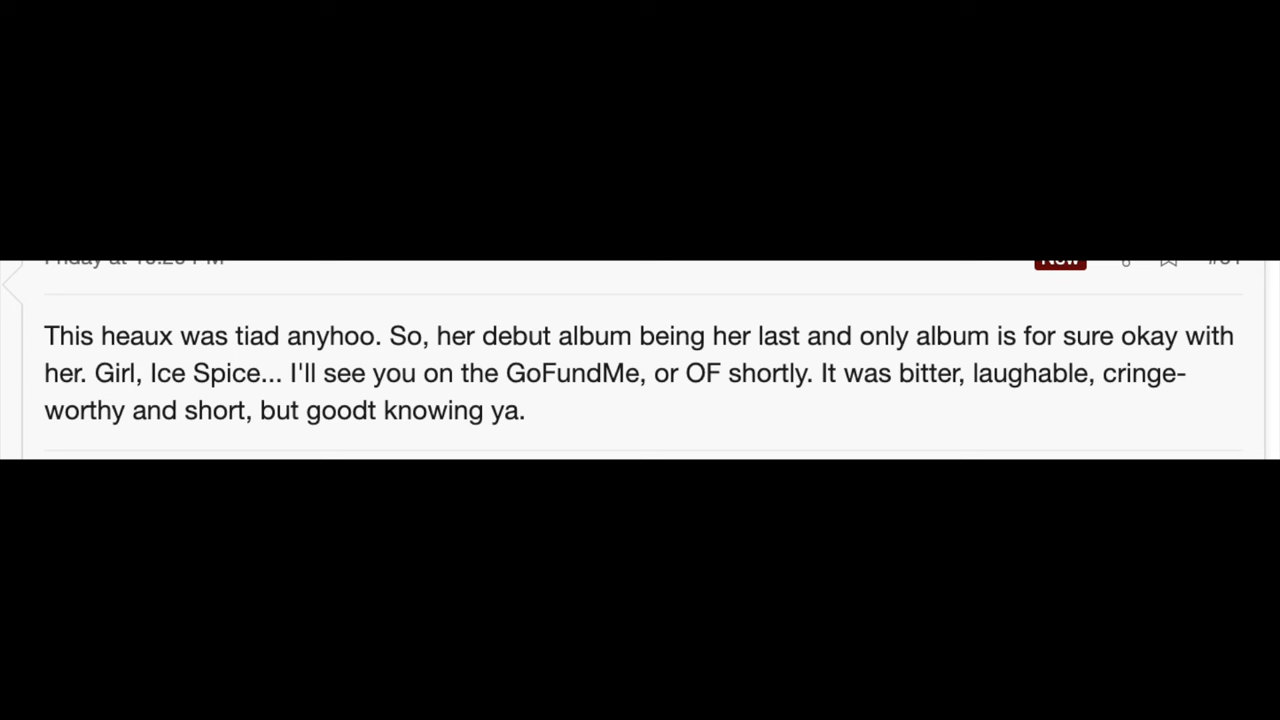 This heaux was tiad anyhoo. So, her debut album being her last and only album is for sure okay with
her. Girl, Ice Spice... I'll see you on the GoFundMe, or OF shortly. It was bitter, laughable, cringe-
worthy and short, but goodt knowing ya.